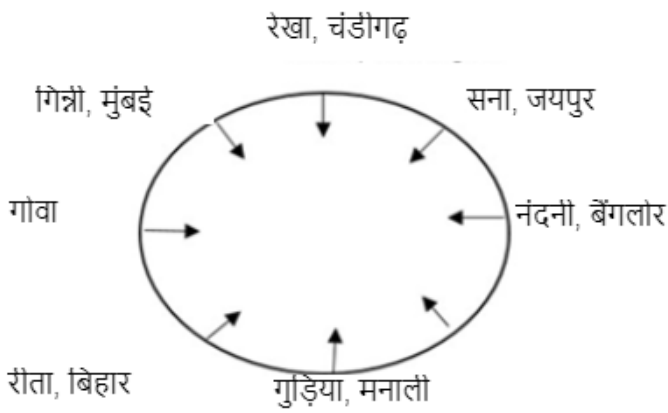 रेखा, चंडीगढ़
गिन्नी, मुंबई
सना, जयपुर
गोवा
नंदनी, बेंगलोर
रीता, बिहार
गुड़िया, मनाली